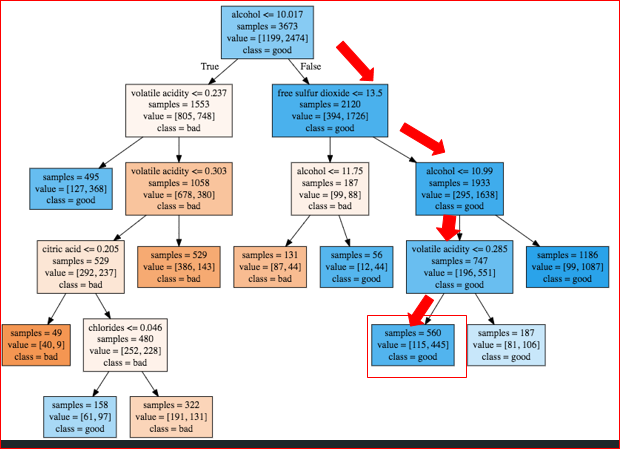 alcohol <= 10.017
samples = 3673
value = [1199, 2474]
class = good
True
False
volatile acidity <= 0.237
samples = 1553
value = [805, 748]
class = bad
free sulfur dioxide <= 13.5
samples = 2120
value = [394, 1726]
class = good
samples = 495
value = [127, 368]
class = good
volatile acidity <= 0.303
samples = 1058
value = [678, 380]
class = bad
alcohol <= 11.75
samples = 187
value = [99, 88]
class = bad
alcohol <= 10.99
samples = 1933
value = [295, 1638]
class = good
citric acid <= 0.205
samples = 529
value = [292, 237]
class = bad
samples = 529
value = [386, 143]
class = bad
samples = 131
value = [87, 44]
class = bad
samples = 56
value = [12, 44]
class = good
volatile acidity <= 0.285
samples = 747
value = [196, 551]
class = good
samples = 1186
value = [99, 1087]
class = good
samples = 49
value = [40, 9]
class = bad
chlorides <= 0.046
samples = 480
value = [252, 228]
class = bad
samples = 560
value = [115, 445]
class = good
samples = 187
value = [81, 106]
class = good
samples = 158
value = [61, 97]
class = good
samples = 322
value = [191, 131]
class = bad